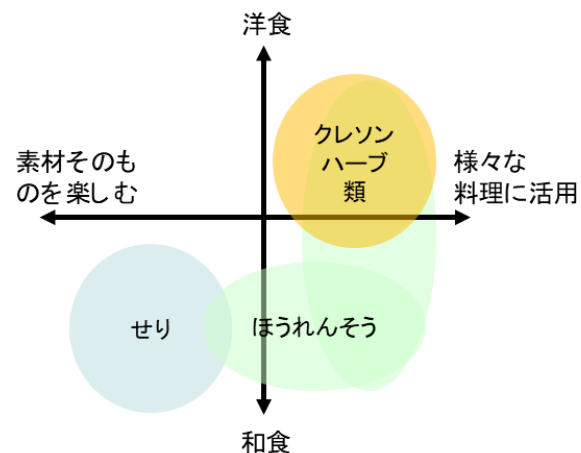 洋食
クレソン
ハーブ
類
素材そのも
のを楽しむ
様々な
料理に活用
せり
ほうれんそう
和食